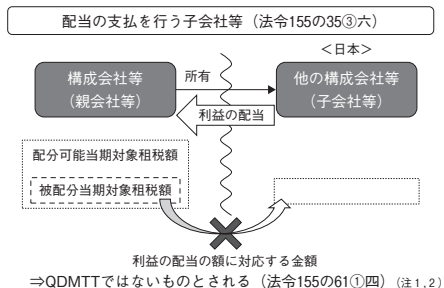 配当の支払を行う子会社等（法令155の35③六）
＜日本＞
構成会社等
（親会社等）
所有
他の構成会社等
（子会社等）
利益の配当
配分可能当期対象租税額
被配分当期対象租税額
利益の配当の額に対応する金額
⇒QDMTTではないものとされる（法令155の61①四）（注1，2）